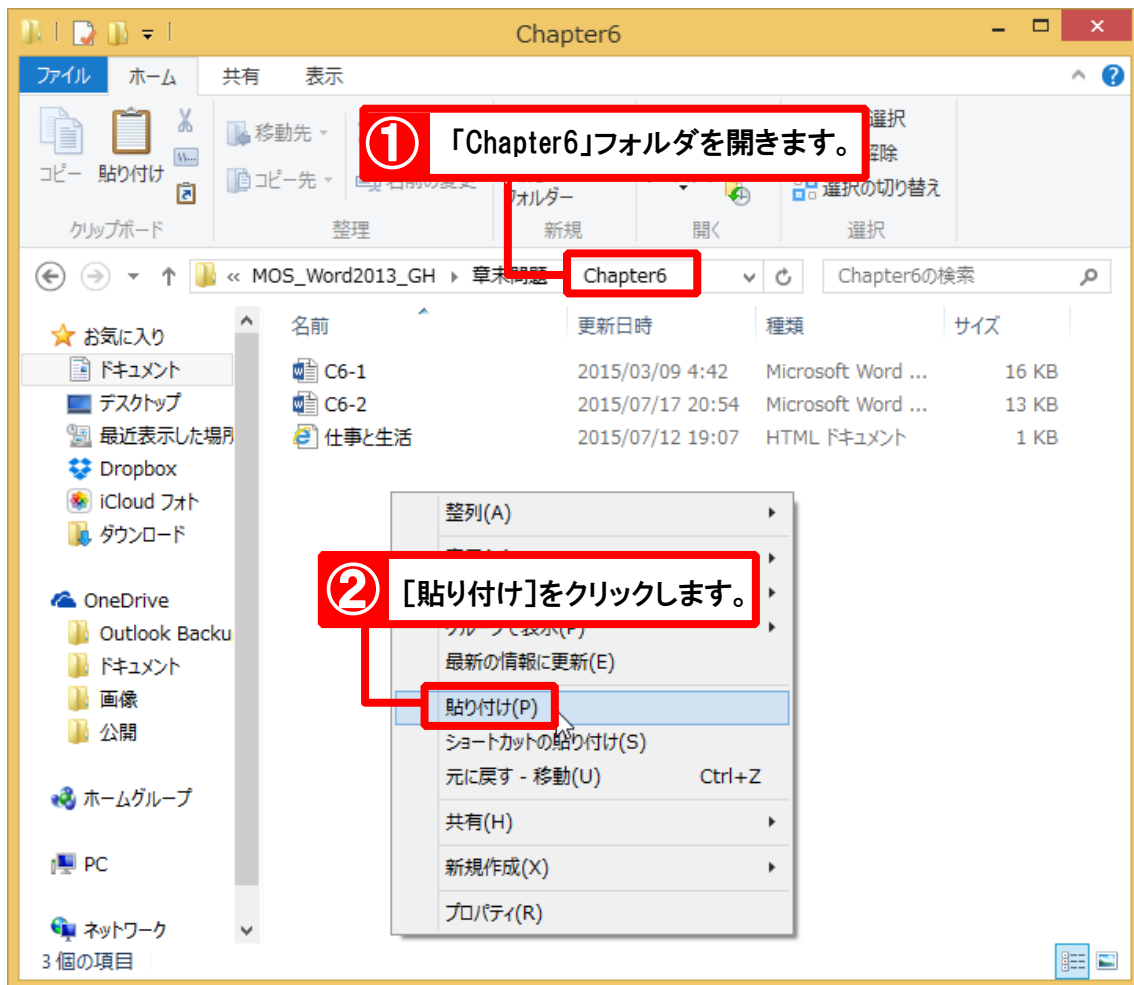 Chapter6
ファイル ホーム 共有 表示
コピー 貼り付け
移動先
コピー先
フォルダー
選択
解除
選択の切り替え
クリップボード 整理 新規 開く 選択
① 「Chapter6」フォルダを開きます。
« MOS_Word2013_GH 章末問題 Chapter6 Chapter6の検索
お気に入り
ドキュメント
デスクトップ
最近表示した場所
Dropbox
iCloud フォト
ダウンロード
OneDrive
Outlook Backu
ドキュメント
画像
公開
ホームグループ
PC
ネットワーク
名前 更新日時 種類 サイズ
C6-1 2015/03/09 4:42 Microsoft Word ... 16 KB
C6-2 2015/07/17 20:54 Microsoft Word ... 13 KB
仕事と生活 2015/07/12 19:07 HTML ドキュメント 1 KB
整列(A)
② [貼り付け]をクリックします。
最新の情報に更新(E)
貼り付け(P)
ショートカットの貼り付け(S)
元に戻す - 移動(U) Ctrl+Z
共有(H)
新規作成(X)
プロパティ(R)
3 個の項目